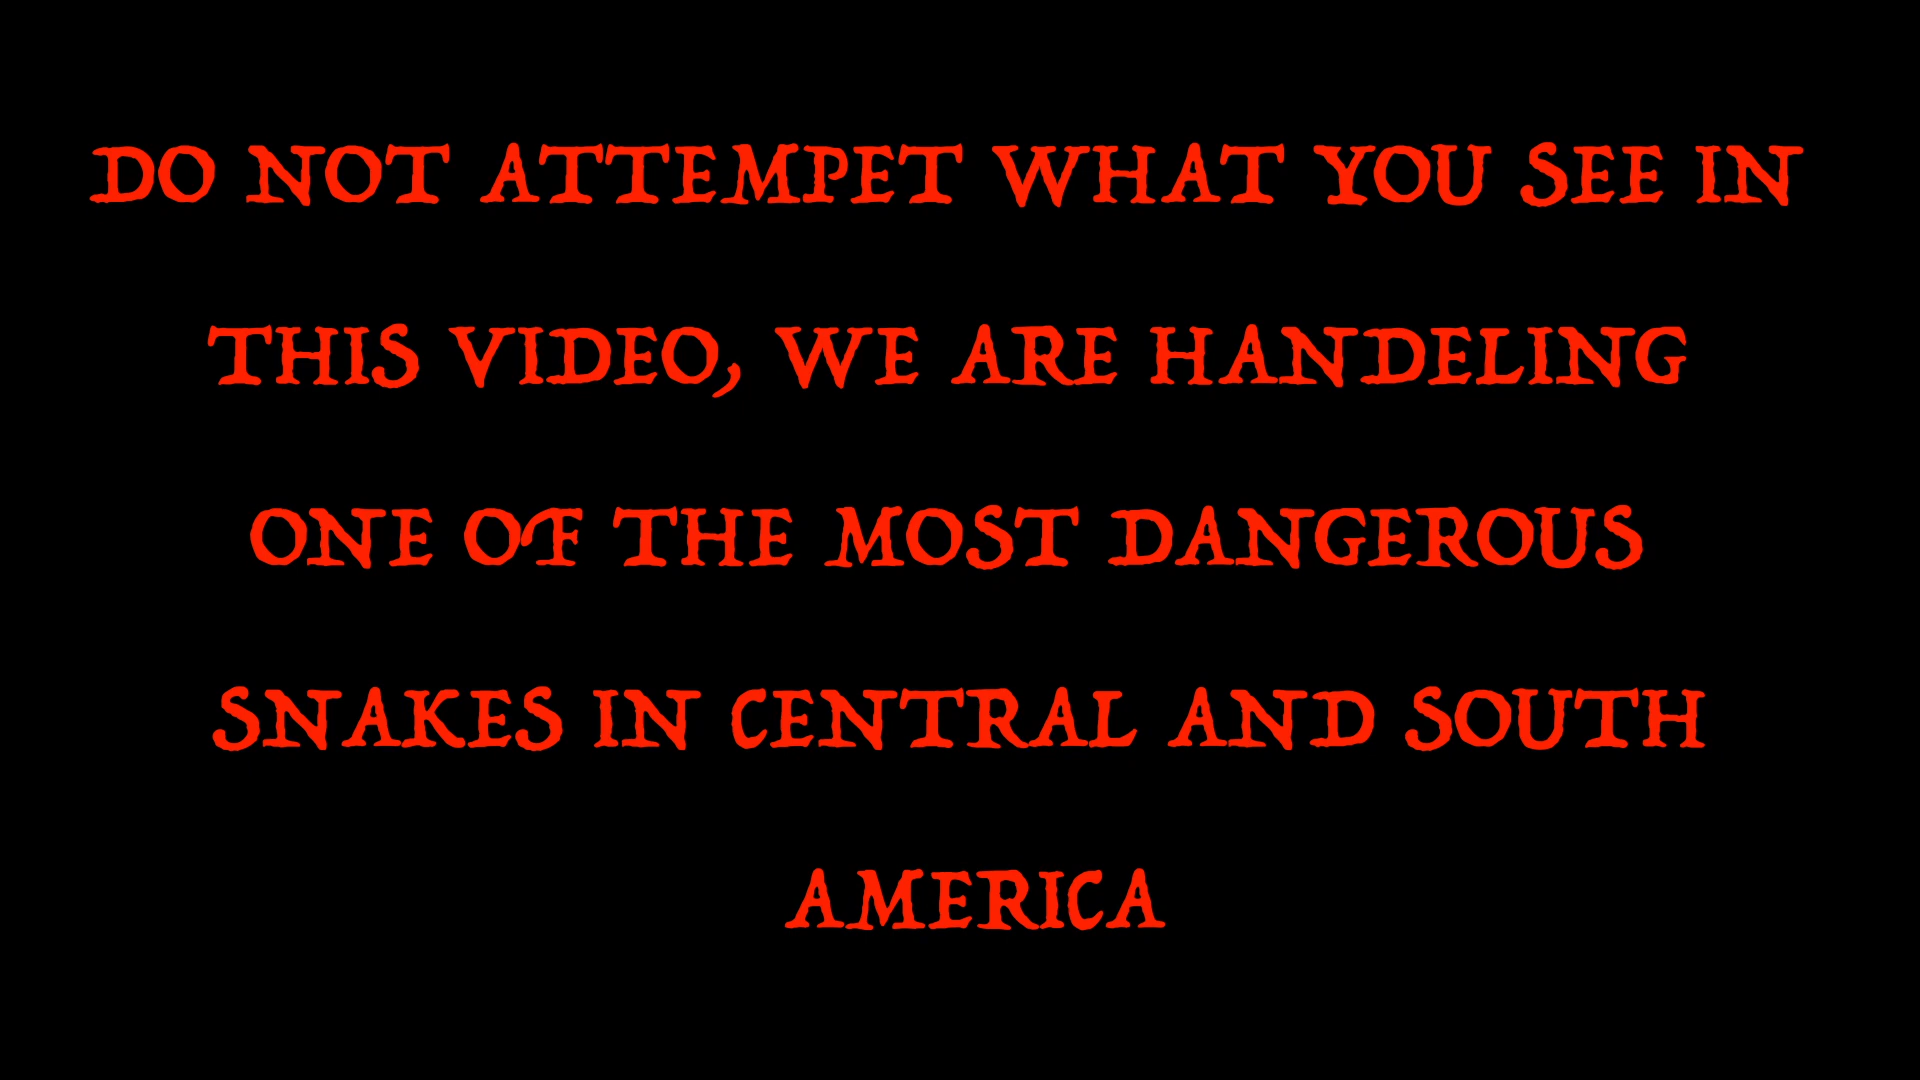 DO NOT ATTEMPET WHAT YOU SEE IN
THIS VIDEO, WE ARE HANDELING
ONE OF THE MOST DANGEROUS
SNAKES IN CENTRAL AND SOUTH
AMERICA